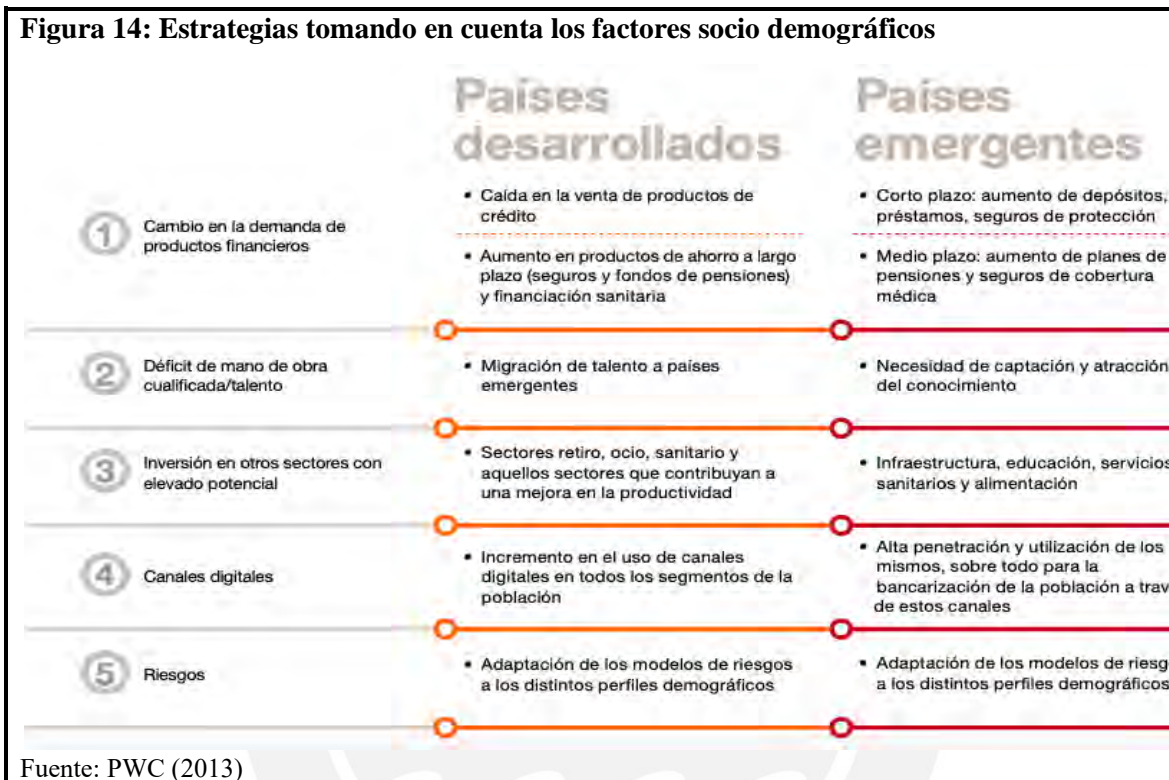 Figura 14: Estrategias tomando en cuenta los factores socio demográficos
Países
desarrollados
Países
emergentes
1
Cambio en la demanda de
productos financieros
• Caída en la venta de productos de
crédito
• Aumento en productos de ahorro a largo
plazo (seguros y fondos de pensiones)
y financiación sanitaria
• Corto plazo: aumento de depósitos,
préstamos, seguros de protección
• Medio plazo: aumento de planes de
pensiones y seguros de cobertura
médica
2
Déficit de mano de obra
cualificada/talento
• Migración de talento a países
emergentes
• Necesidad de captación y atracción
del conocimiento
3
Inversión en otros sectores con
elevado potencial
• Sectores retiro, ocio, sanitario y
aquellos sectores que contribuyan a
una mejora en la productividad
• Infraestructura, educación, servicios
sanitarios y alimentación
4
Canales digitales
• Incremento en el uso de canales
digitales en todos los segmentos de la
población
• Alta penetración y utilización de los
mismos, sobre todo para la
bancarización de la población a
de estos canales
5
Riesgos
• Adaptación de los modelos de riesgos
a los distintos perfiles demográficos
• Adaptación de los modelos de
a los distintos perfiles demográficos
Fuente: PWC (2013)